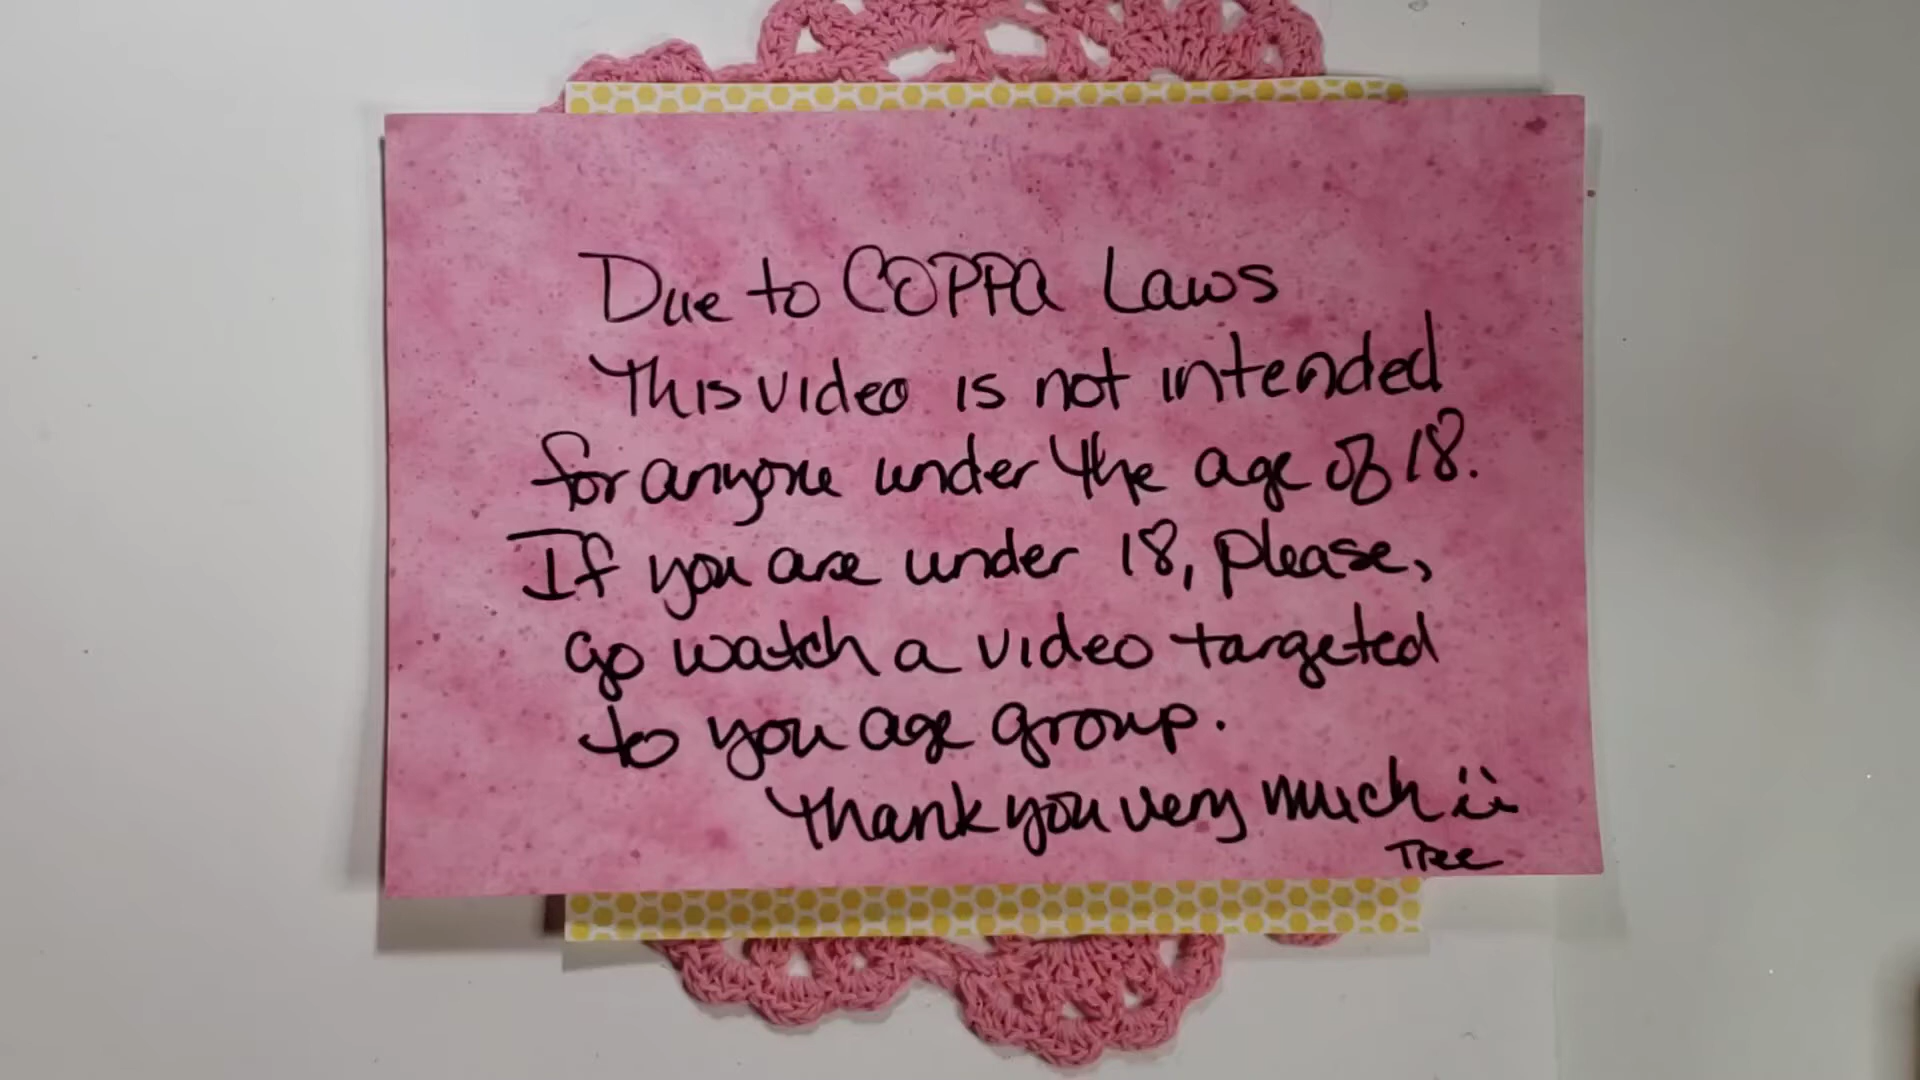 Due to COPPA Laws
This video is not intended
for anyone under the age of 18.
If you are under 18, please,
go watch a video targeted
to you age group.
Thank you very much ü
Tree